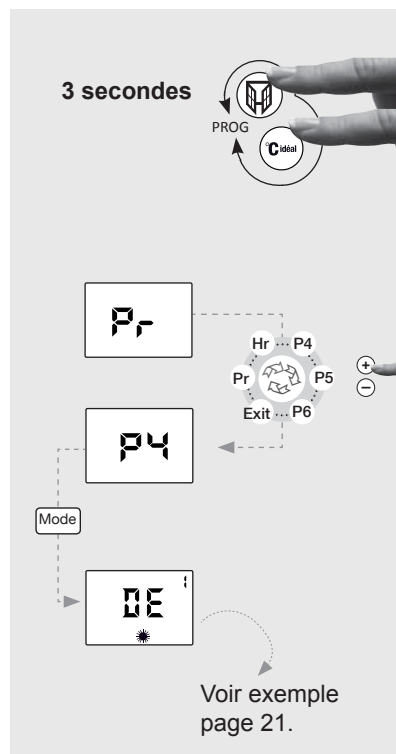 3 secondes
PROG
°C idéal
Pr
Hr P4
Pr P5
Exit P6
+
−
P4
Mode
1
DE
Voir exemple
page 21.